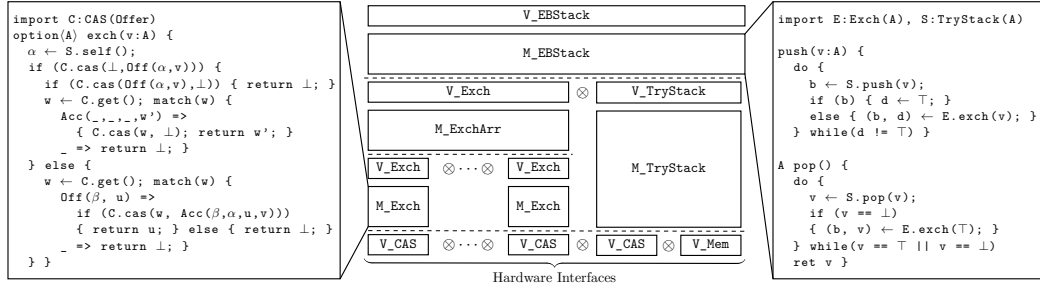 import C:CAS(Offer)
option⟨A⟩ exch(v:A) {
α ← S.self();
if (C.cas(⊥,Off(α,v))) {
if (C.cas(Off(α,v),⊥)) { return ⊥; }
w ← C.get(); match(w) {
Acc(_,_,_,w') =>
{ C.cas(w, ⊥); return w'; }
_ => return ⊥; }
} else {
w ← C.get(); match(w) {
Off(β, u) =>
if (C.cas(w, Acc(β,α,u,v)))
{ return u; } else { return ⊥; }
_ => return ⊥; }
} }
V_EBStack
M_EBStack
V_Exch ⊗ V_TryStack
M_ExchArr
M_TryStack
V_Exch ⊗···⊗ V_Exch
M_Exch M_Exch
V_CAS ⊗···⊗ V_CAS ⊗ V_CAS ⊗ V_Mem
Hardware Interfaces
import E:Exch(A), S:TryStack(A)
push(v:A) {
do {
b ← S.push(v);
if (b) { d ← ⊤; }
else { (b, d) ← E.exch(v); }
} while(d != ⊤) }
A pop() {
do {
v ← S.pop(v);
if (v == ⊥)
{ (b, v) ← E.exch(⊤); }
} while(v == ⊤ || v == ⊥)
ret v }